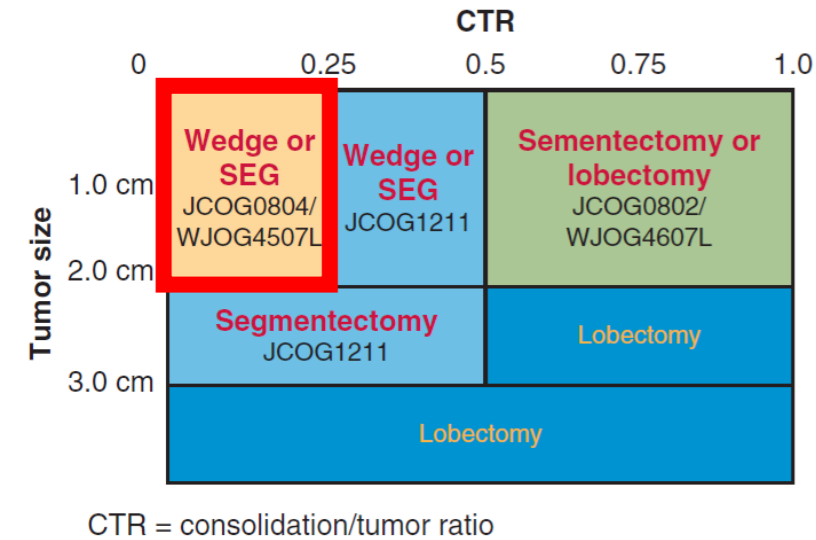 CTR
0 0.25 0.5 0.75 1.0
Tumor size
1.0 cm
2.0 cm
3.0 cm
Wedge or
SEG
JCOG0804/
WJOG4507L
Wedge or
SEG
JCOG1211
Sementectomy or
lobectomy
JCOG0802/
WJOG4607L
Segmentectomy
JCOG1211
Lobectomy
Lobectomy
CTR = consolidation/tumor ratio